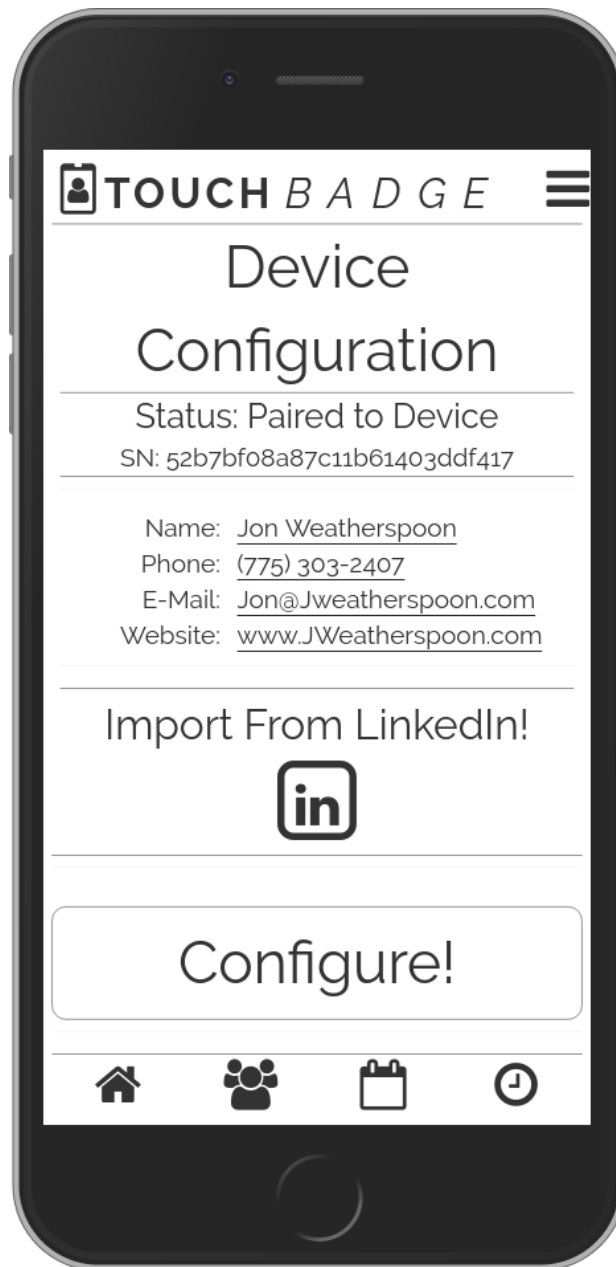 TOUCH BADGE
Device
Configuration
Status: Paired to Device
SN: 52b7bf08a87c11b61403ddf417
Name: Jon Weatherspoon
Phone: (775) 303-2407
E-Mail: Jon@Jweatherspoon.com
Website: www.JWeatherspoon.com
Import From LinkedIn!
in
Configure!